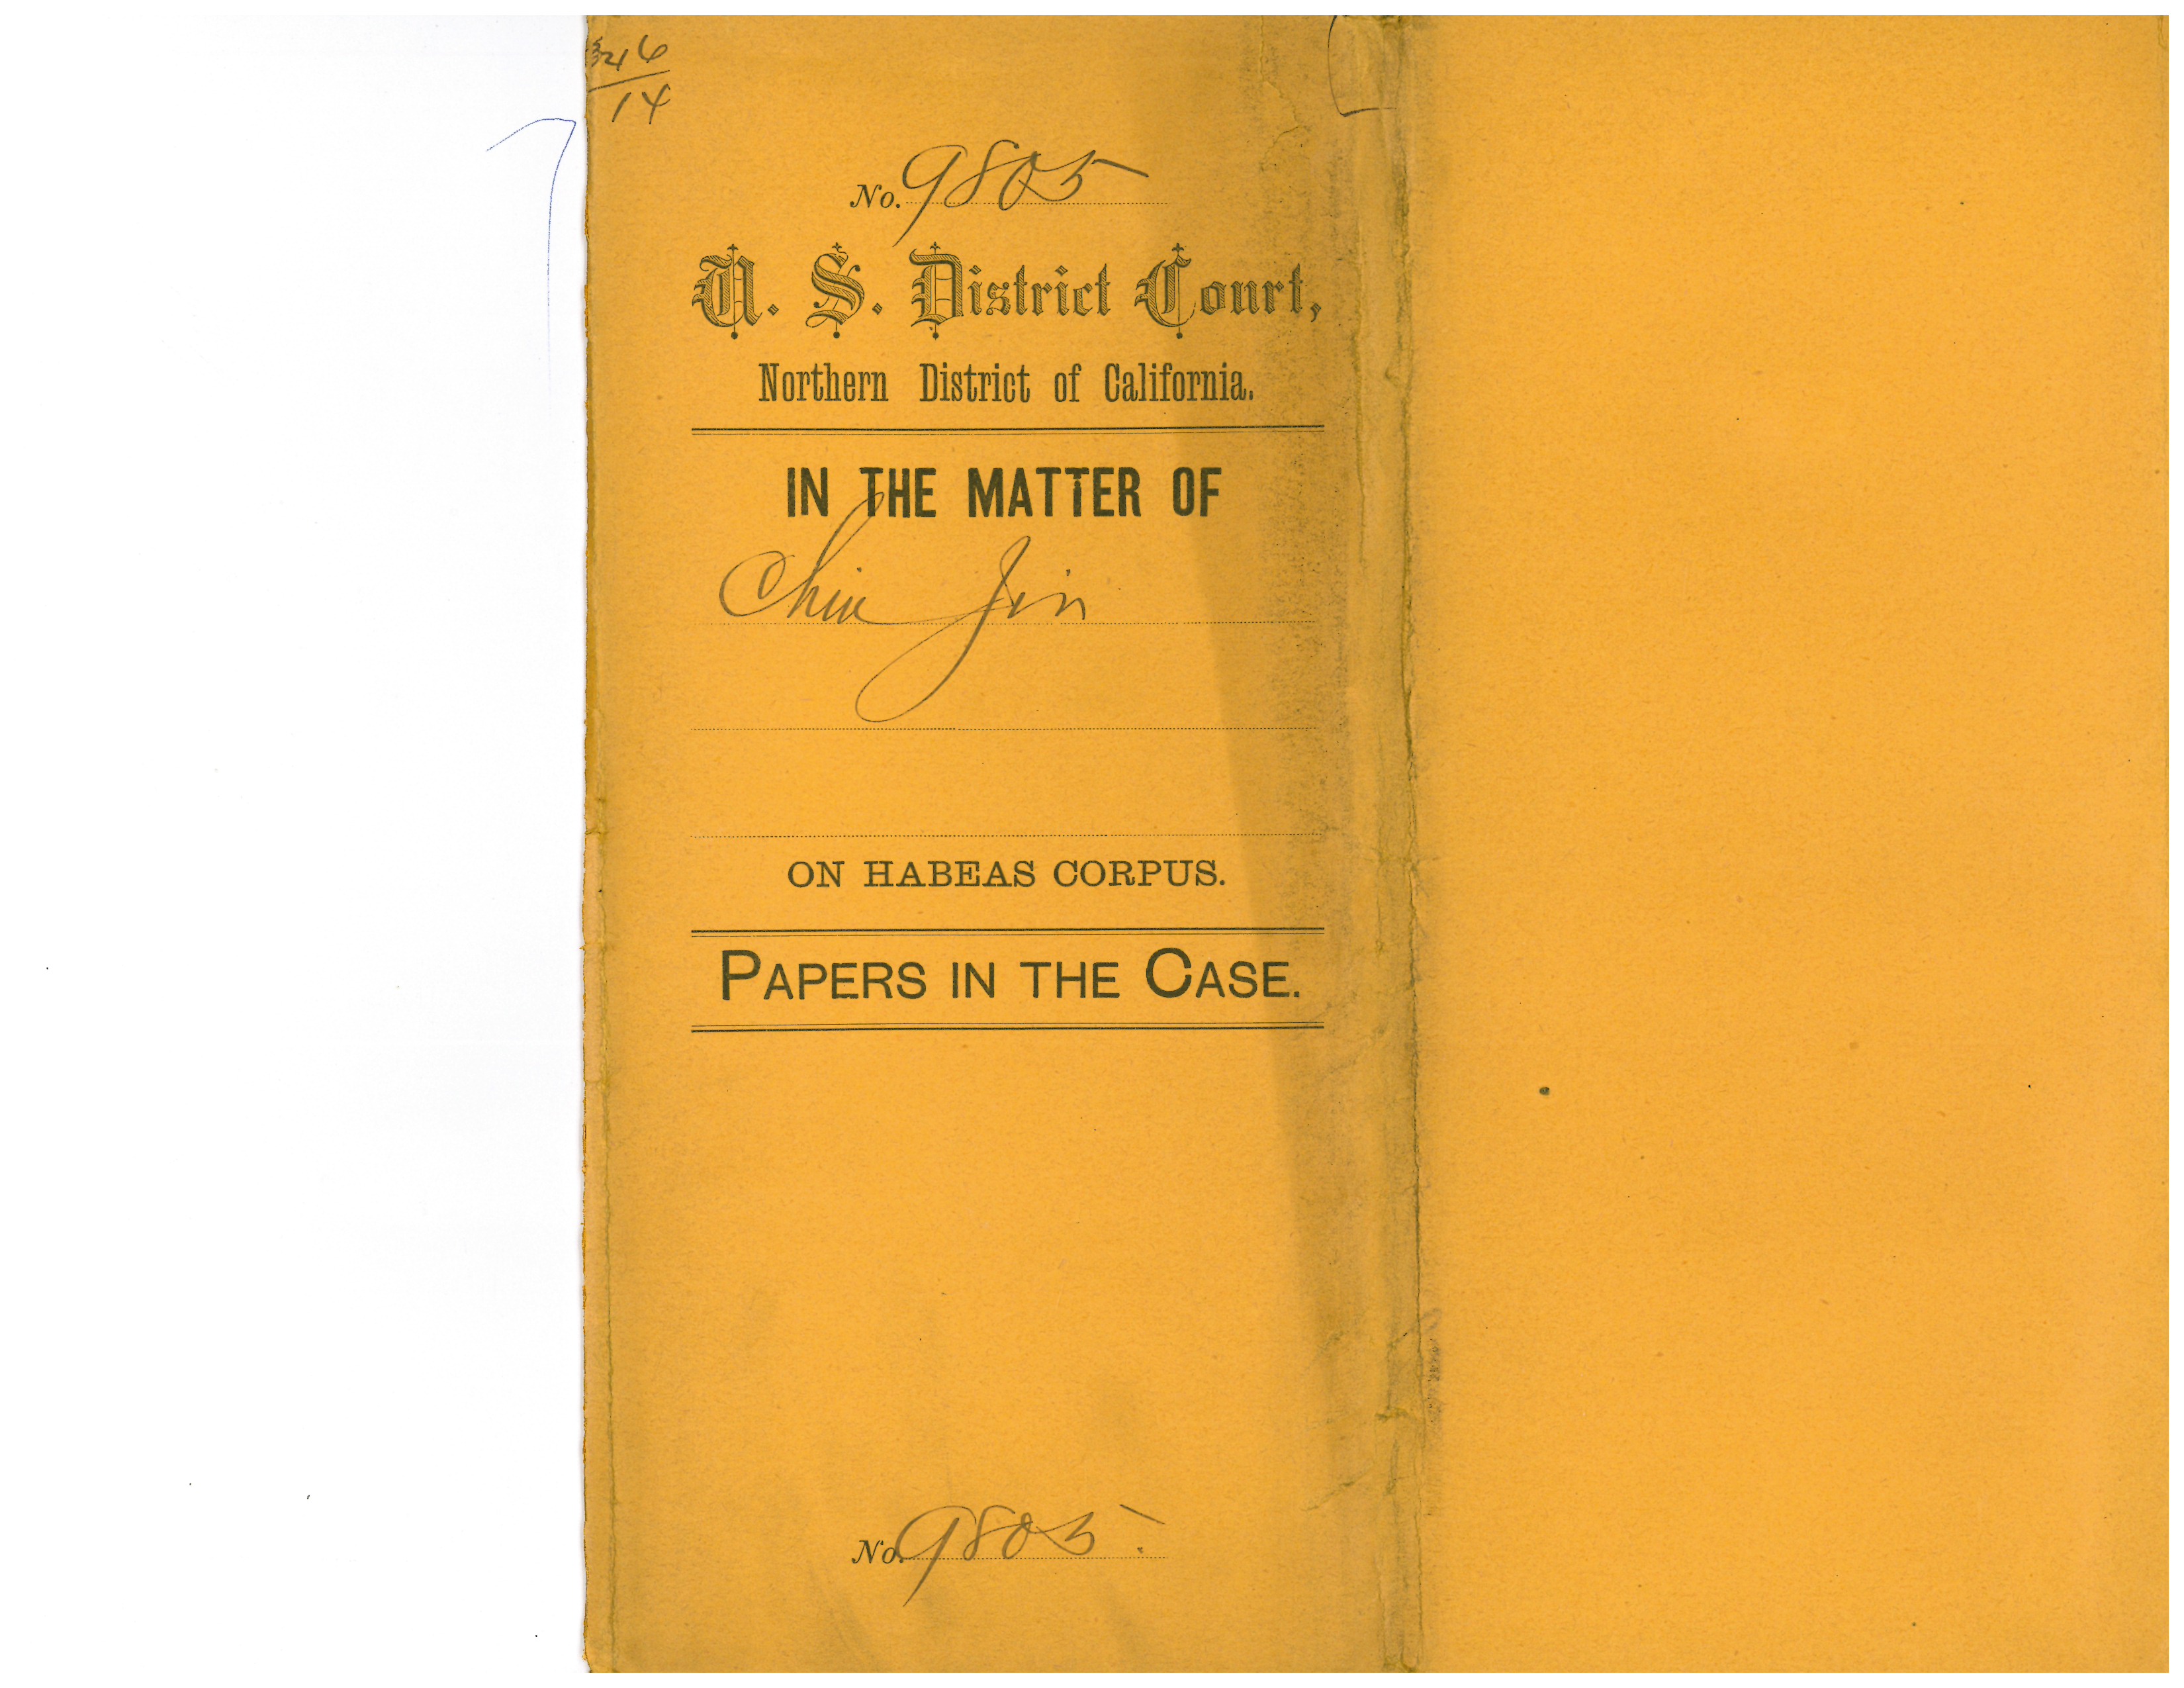 346
14
No. 9805
U. S. District Court,
Northern District of California.
IN THE MATTER OF
Chin Jin
ON HABEAS CORPUS.
PAPERS IN THE CASE.
No. 9805.